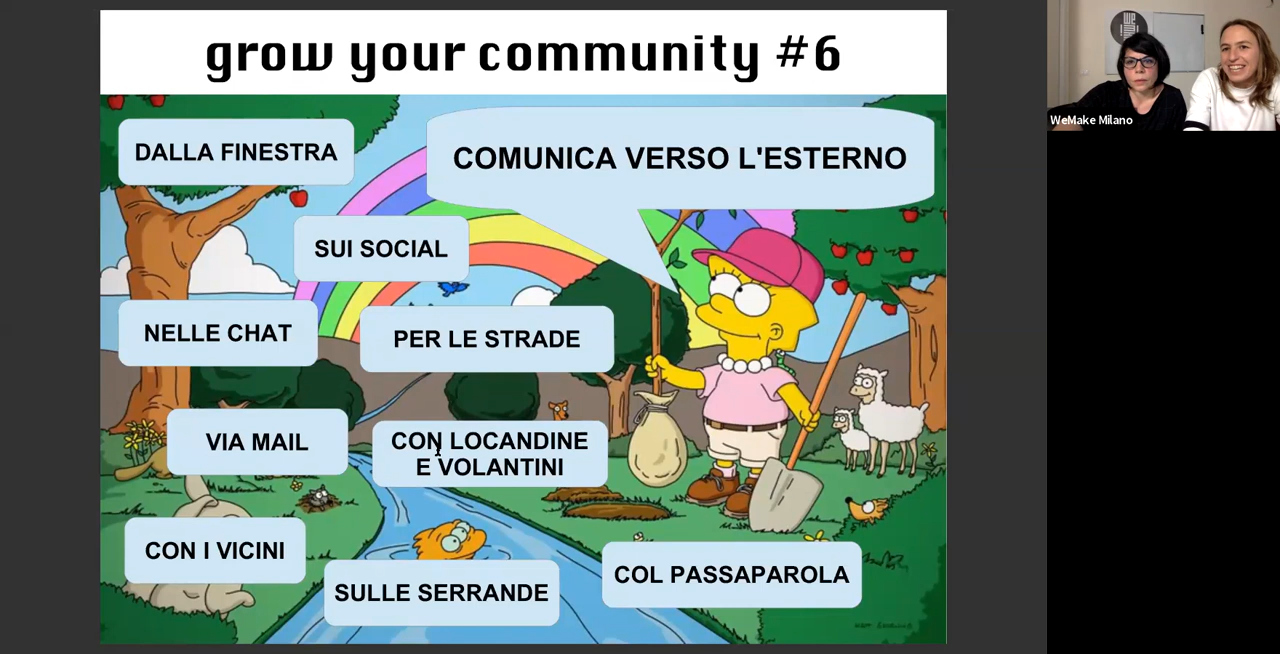 grow your community #6
DALLA FINESTRA
COMUNICA VERSO L'ESTERNO
SUI SOCIAL
NELLE CHAT
PER LE STRADE
VIA MAIL
CON LOCANDINE
E VOLANTINI
CON I VICINI
SULLE SERRANDE
COL PASSAPAROLA
WeMake Milano